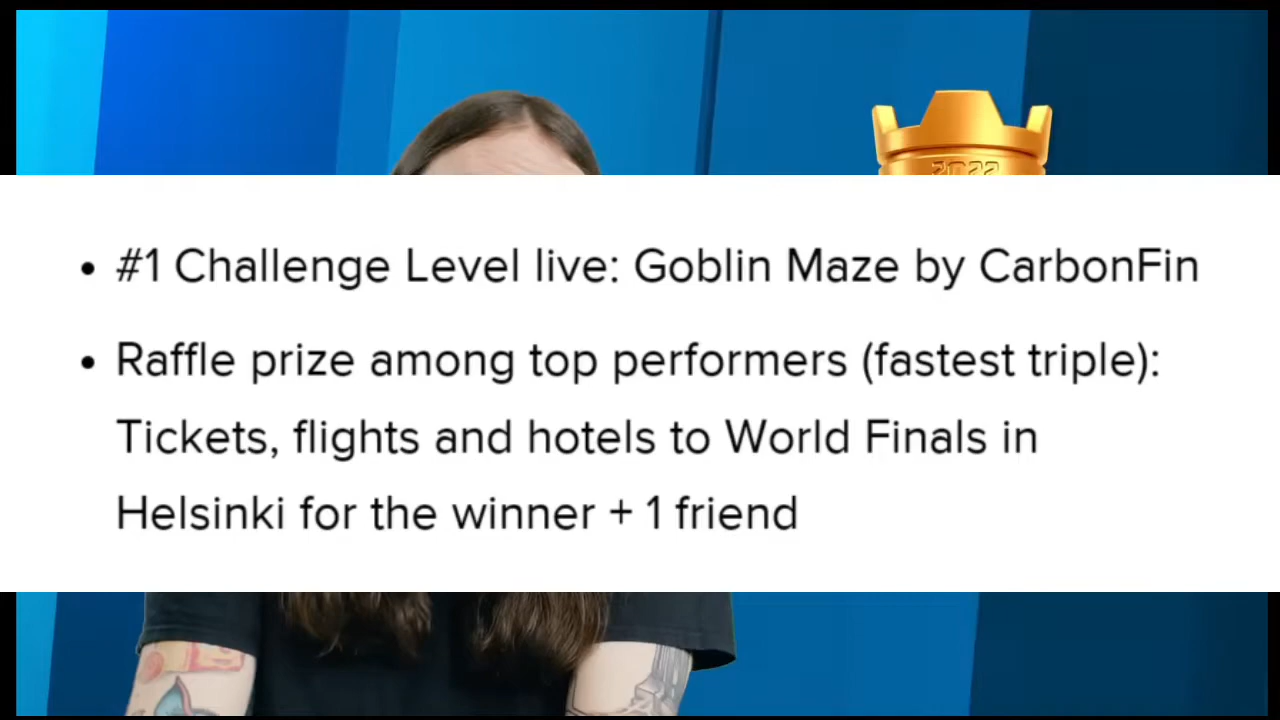 2022
• #1 Challenge Level live: Goblin Maze by CarbonFin
• Raffle prize among top performers (fastest triple):
Tickets, flights and hotels to World Finals in
Helsinki for the winner + 1 friend